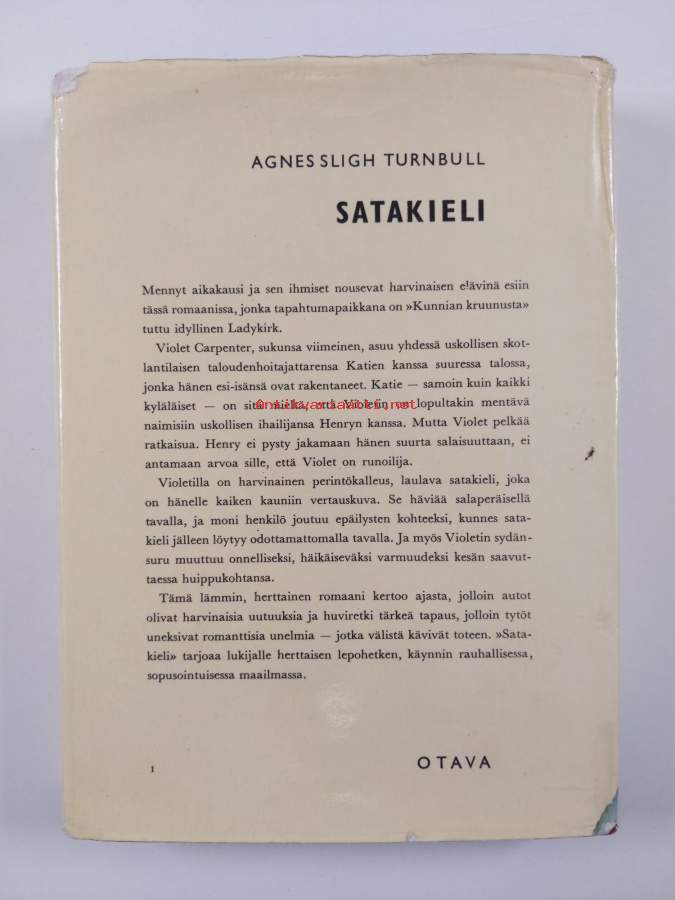 AGNES SLIGH TURNBULL
SATAKIELI
Mennyt aikakausi ja sen ihmiset nousevat harvinaisen elävinä esiin
tässä romaanissa, jonka tapahtumapaikkana on »Kunnian kruunusta»
tuttu idyllinen Ladykirk.
Violet Carpenter, sukunsa viimeinen, asuu yhdessä uskollisen skot-
lantilaisen taloudenhoitajattarensa Katien kanssa suuressa talossa,
jonka hänen esi-isänsä ovat rakentaneet. Katie — samoin kuin kaikki
kyläläiset — on sitä mieltä, että Violetin on lopultakin mentävä
Antikvariaatti.net
naimisiin uskollisen ihailijansa Henryn kanssa. Mutta Violet pelkää
ratkaisua. Henry ei pysty jakamaan hänen suurta salaisuuttaan, ei
antamaan arvoa sille, että Violet on runoilija.
Violetilla on harvinainen perintökalleus, laulava satakieli, joka
on hänelle kaiken kauniin vertauskuva. Se häviää salaperäisellä
tavalla, ja moni henkilö joutuu epäilysten kohteeksi, kunnes sata-
kieli jälleen löytyy odottamattomalla tavalla. Ja myös Violetin sydän-
suru muuttuu onnelliseksi, häikäiseväksi varmuudeksi kesän saavut-
taessa huippukohtansa.
Tämä lämmin, herttainen romaani kertoo ajasta, jolloin autot
olivat harvinaisia uutuuksia ja huviretki tärkeä tapaus, jolloin tytöt
uneksivat romanttisia unelmia — jotka välistä kävivät toteen. »Sata-
kieli» tarjoaa lukijalle herttaisen lepohetken, käynnin rauhallisessa,
sopusointuisessa maailmassa.
1
OTAVA